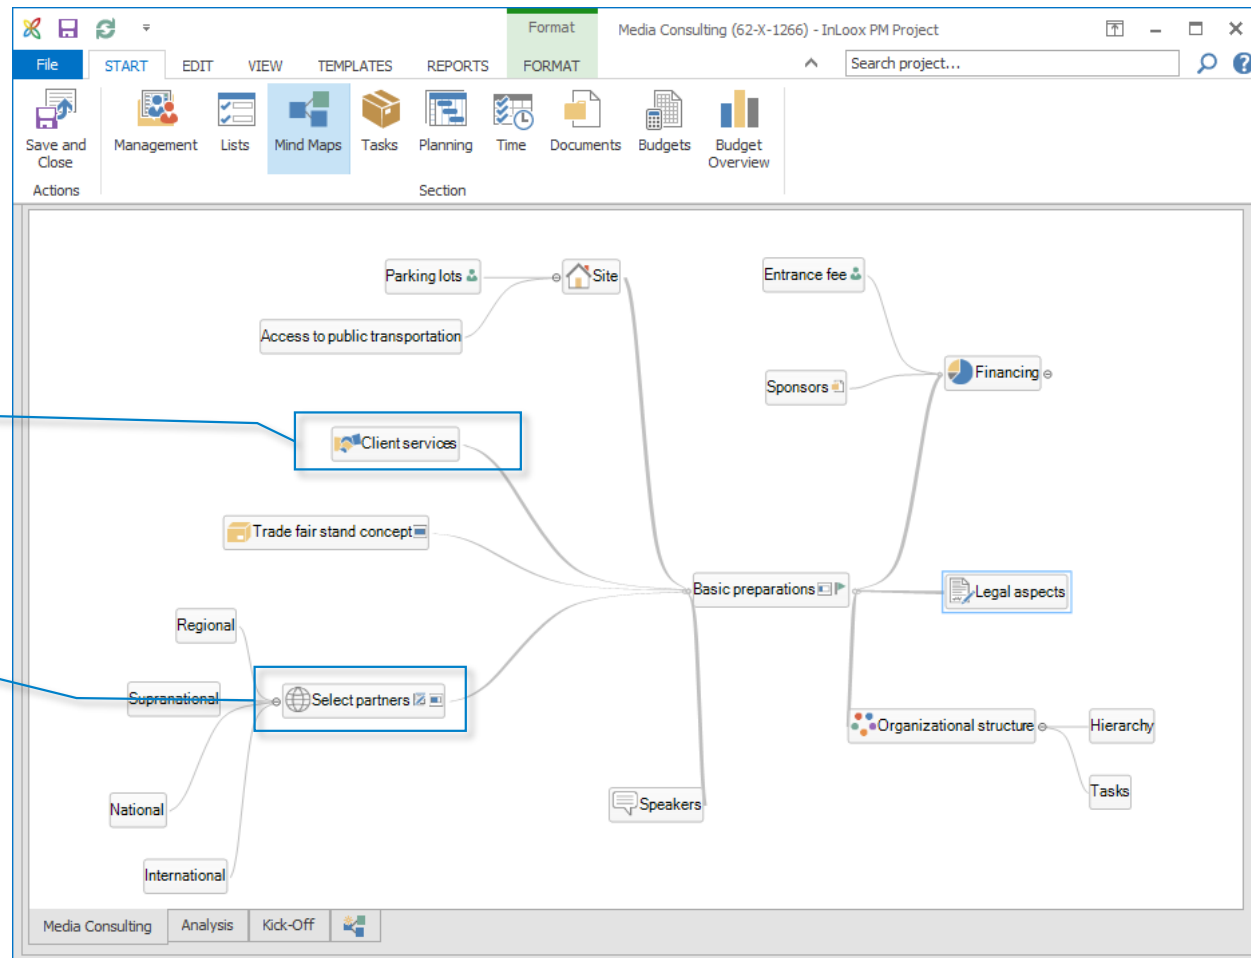 Format
Media Consulting (62-X-1266) - InLoox PM Project
File START EDIT VIEW TEMPLATES REPORTS FORMAT
Search project...
Save and Close
Management
Lists
Mind Maps
Tasks
Planning
Time
Documents
Budgets
Budget Overview
Actions
Section
Parking lots
Site
Entrance fee
Access to public transportation
Financing
Sponsors
Client services
Trade fair stand concept
Basic preparations
Legal aspects
Regional
Supranational
Select partners
Organizational structure
Hierarchy
Tasks
National
Speakers
International
Media Consulting
Analysis
Kick-Off